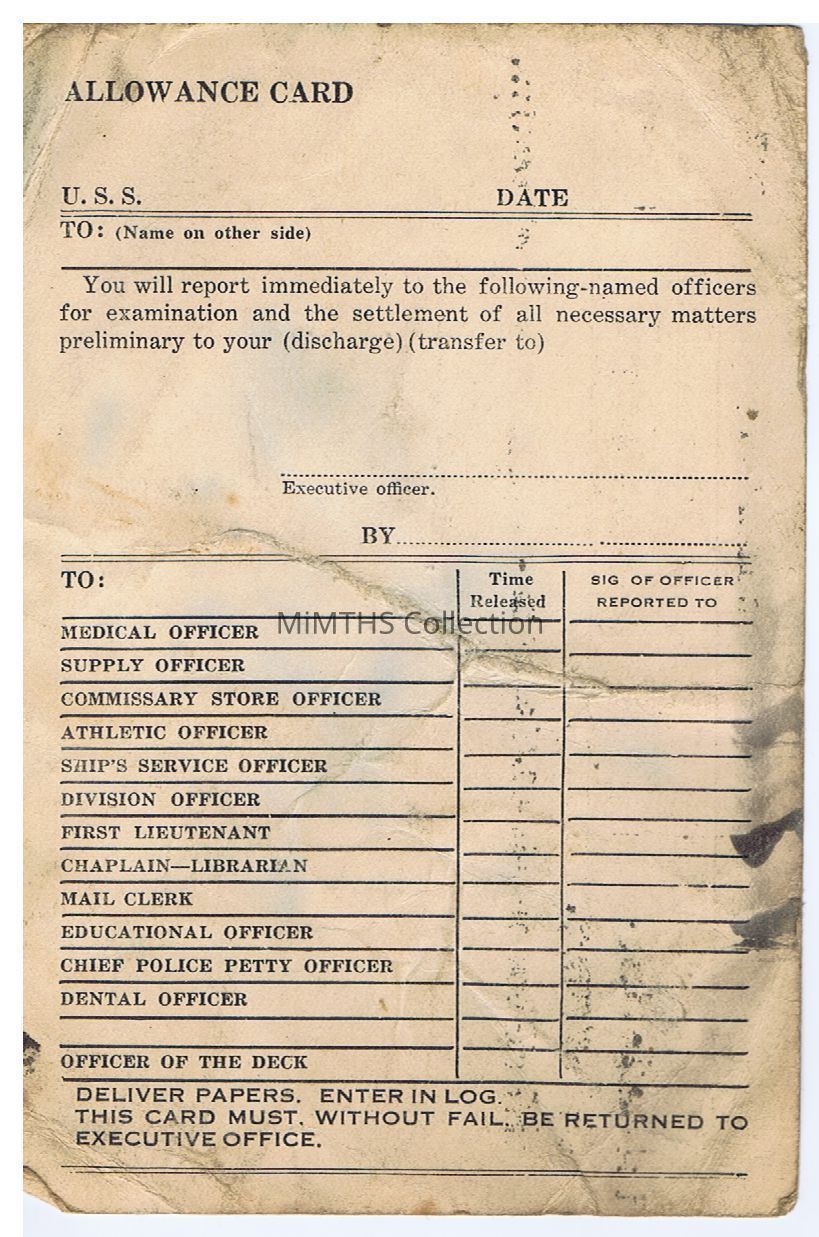 ALLOWANCE CARD
U. S. S. DATE
TO: (Name on other side)
You will report immediately to the following-named officers
for examination and the settlement of all necessary matters
preliminary to your (discharge) (transfer to)
Executive officer.
BY
TO: Time Released SIG OF OFFICER REPORTED TO
MiMTHS Collection
MEDICAL OFFICER
SUPPLY OFFICER
COMMISSARY STORE OFFICER
ATHLETIC OFFICER
SHIP'S SERVICE OFFICER
DIVISION OFFICER
FIRST LIEUTENANT
CHAPLAIN—LIBRARIAN
MAIL CLERK
EDUCATIONAL OFFICER
CHIEF POLICE PETTY OFFICER
DENTAL OFFICER
OFFICER OF THE DECK
DELIVER PAPERS. ENTER IN LOG.
THIS CARD MUST, WITHOUT FAIL, BE RETURNED TO
EXECUTIVE OFFICE.